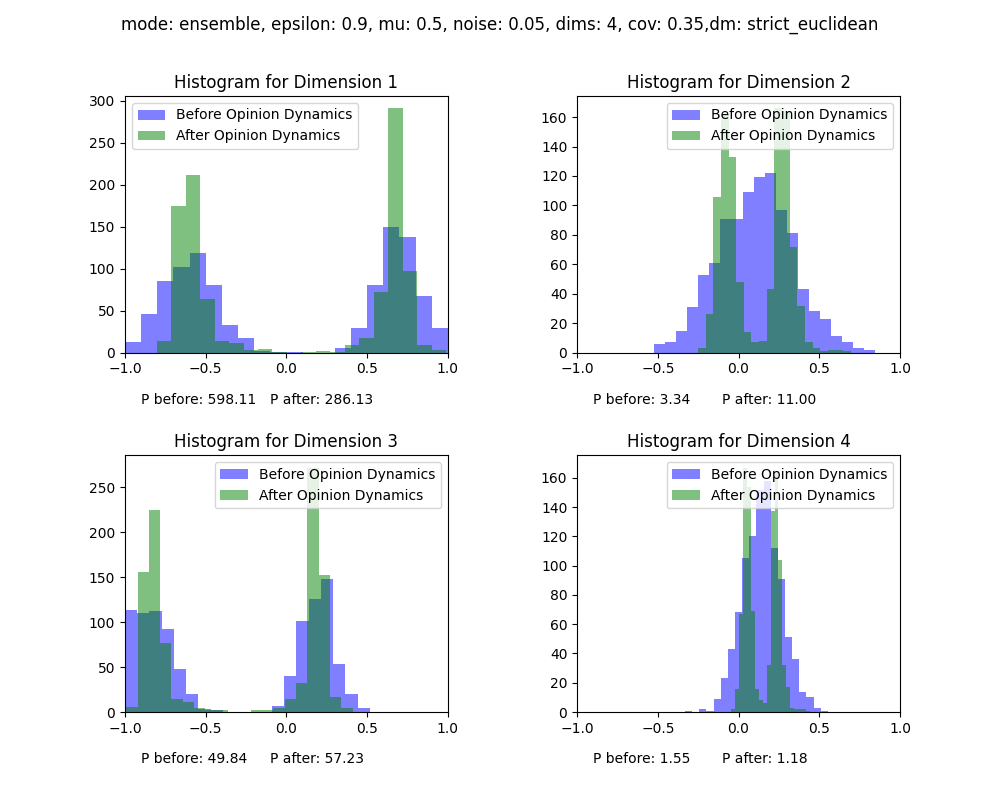 mode: ensemble, epsilon: 0.9, mu: 0.5, noise: 0.05, dims: 4, cov: 0.35,dm: strict_euclidean
Histogram for Dimension 1
Before Opinion Dynamics
After Opinion Dynamics
300
250
200
150
100
50
0
−1.0 −0.5 0.0 0.5 1.0
P before: 598.11 P after: 286.13
Histogram for Dimension 2
Before Opinion Dynamics
After Opinion Dynamics
160
140
120
100
80
60
40
20
0
−1.0 −0.5 0.0 0.5 1.0
P before: 3.34 P after: 11.00
Histogram for Dimension 3
Before Opinion Dynamics
After Opinion Dynamics
250
200
150
100
50
0
−1.0 −0.5 0.0 0.5 1.0
P before: 49.84 P after: 57.23
Histogram for Dimension 4
Before Opinion Dynamics
After Opinion Dynamics
160
140
120
100
80
60
40
20
0
−1.0 −0.5 0.0 0.5 1.0
P before: 1.55 P after: 1.18